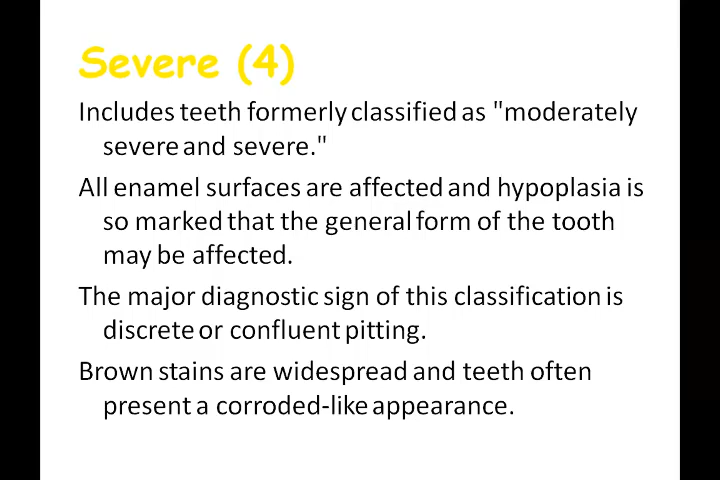 Severe (4)
Includes teeth formerly classified as "moderately
severe and severe."
All enamel surfaces are affected and hypoplasia is
so marked that the general form of the tooth
may be affected.
The major diagnostic sign of this classification is
discrete or confluent pitting.
Brown stains are widespread and teeth often
present a corroded-like appearance.